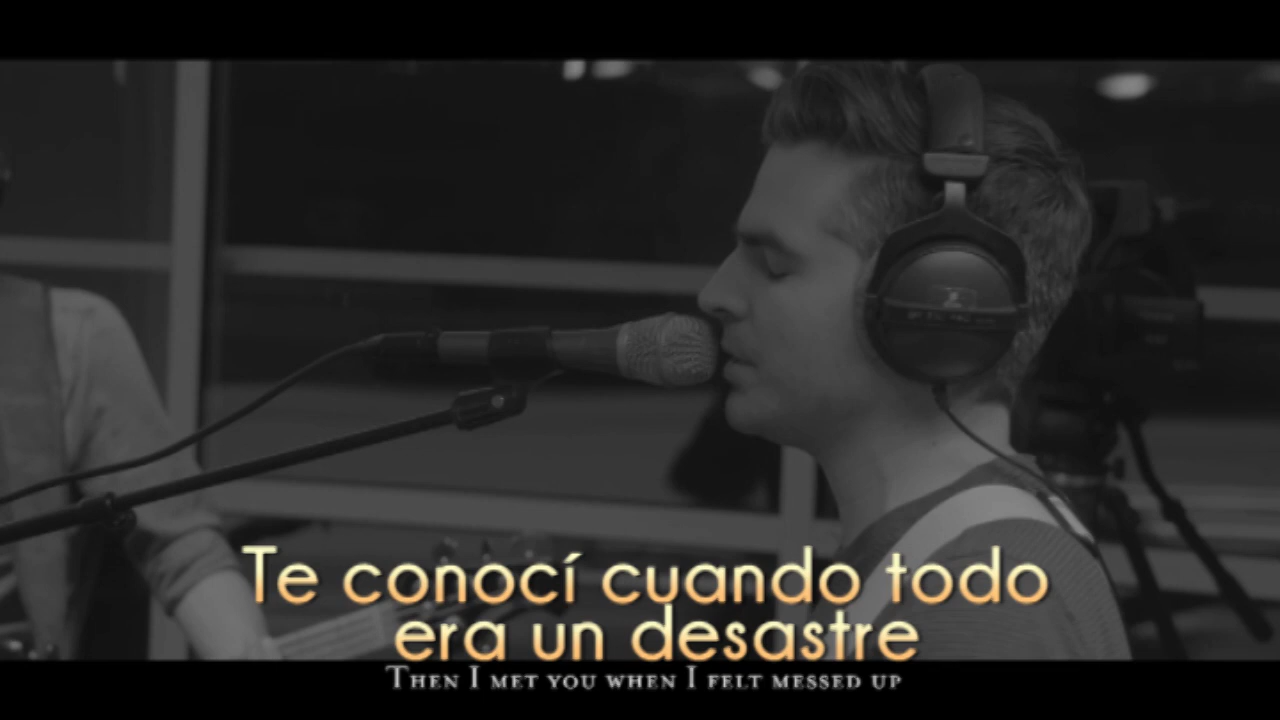 Te conocí cuando todo
era un desastre
Then I met you when I felt messed up